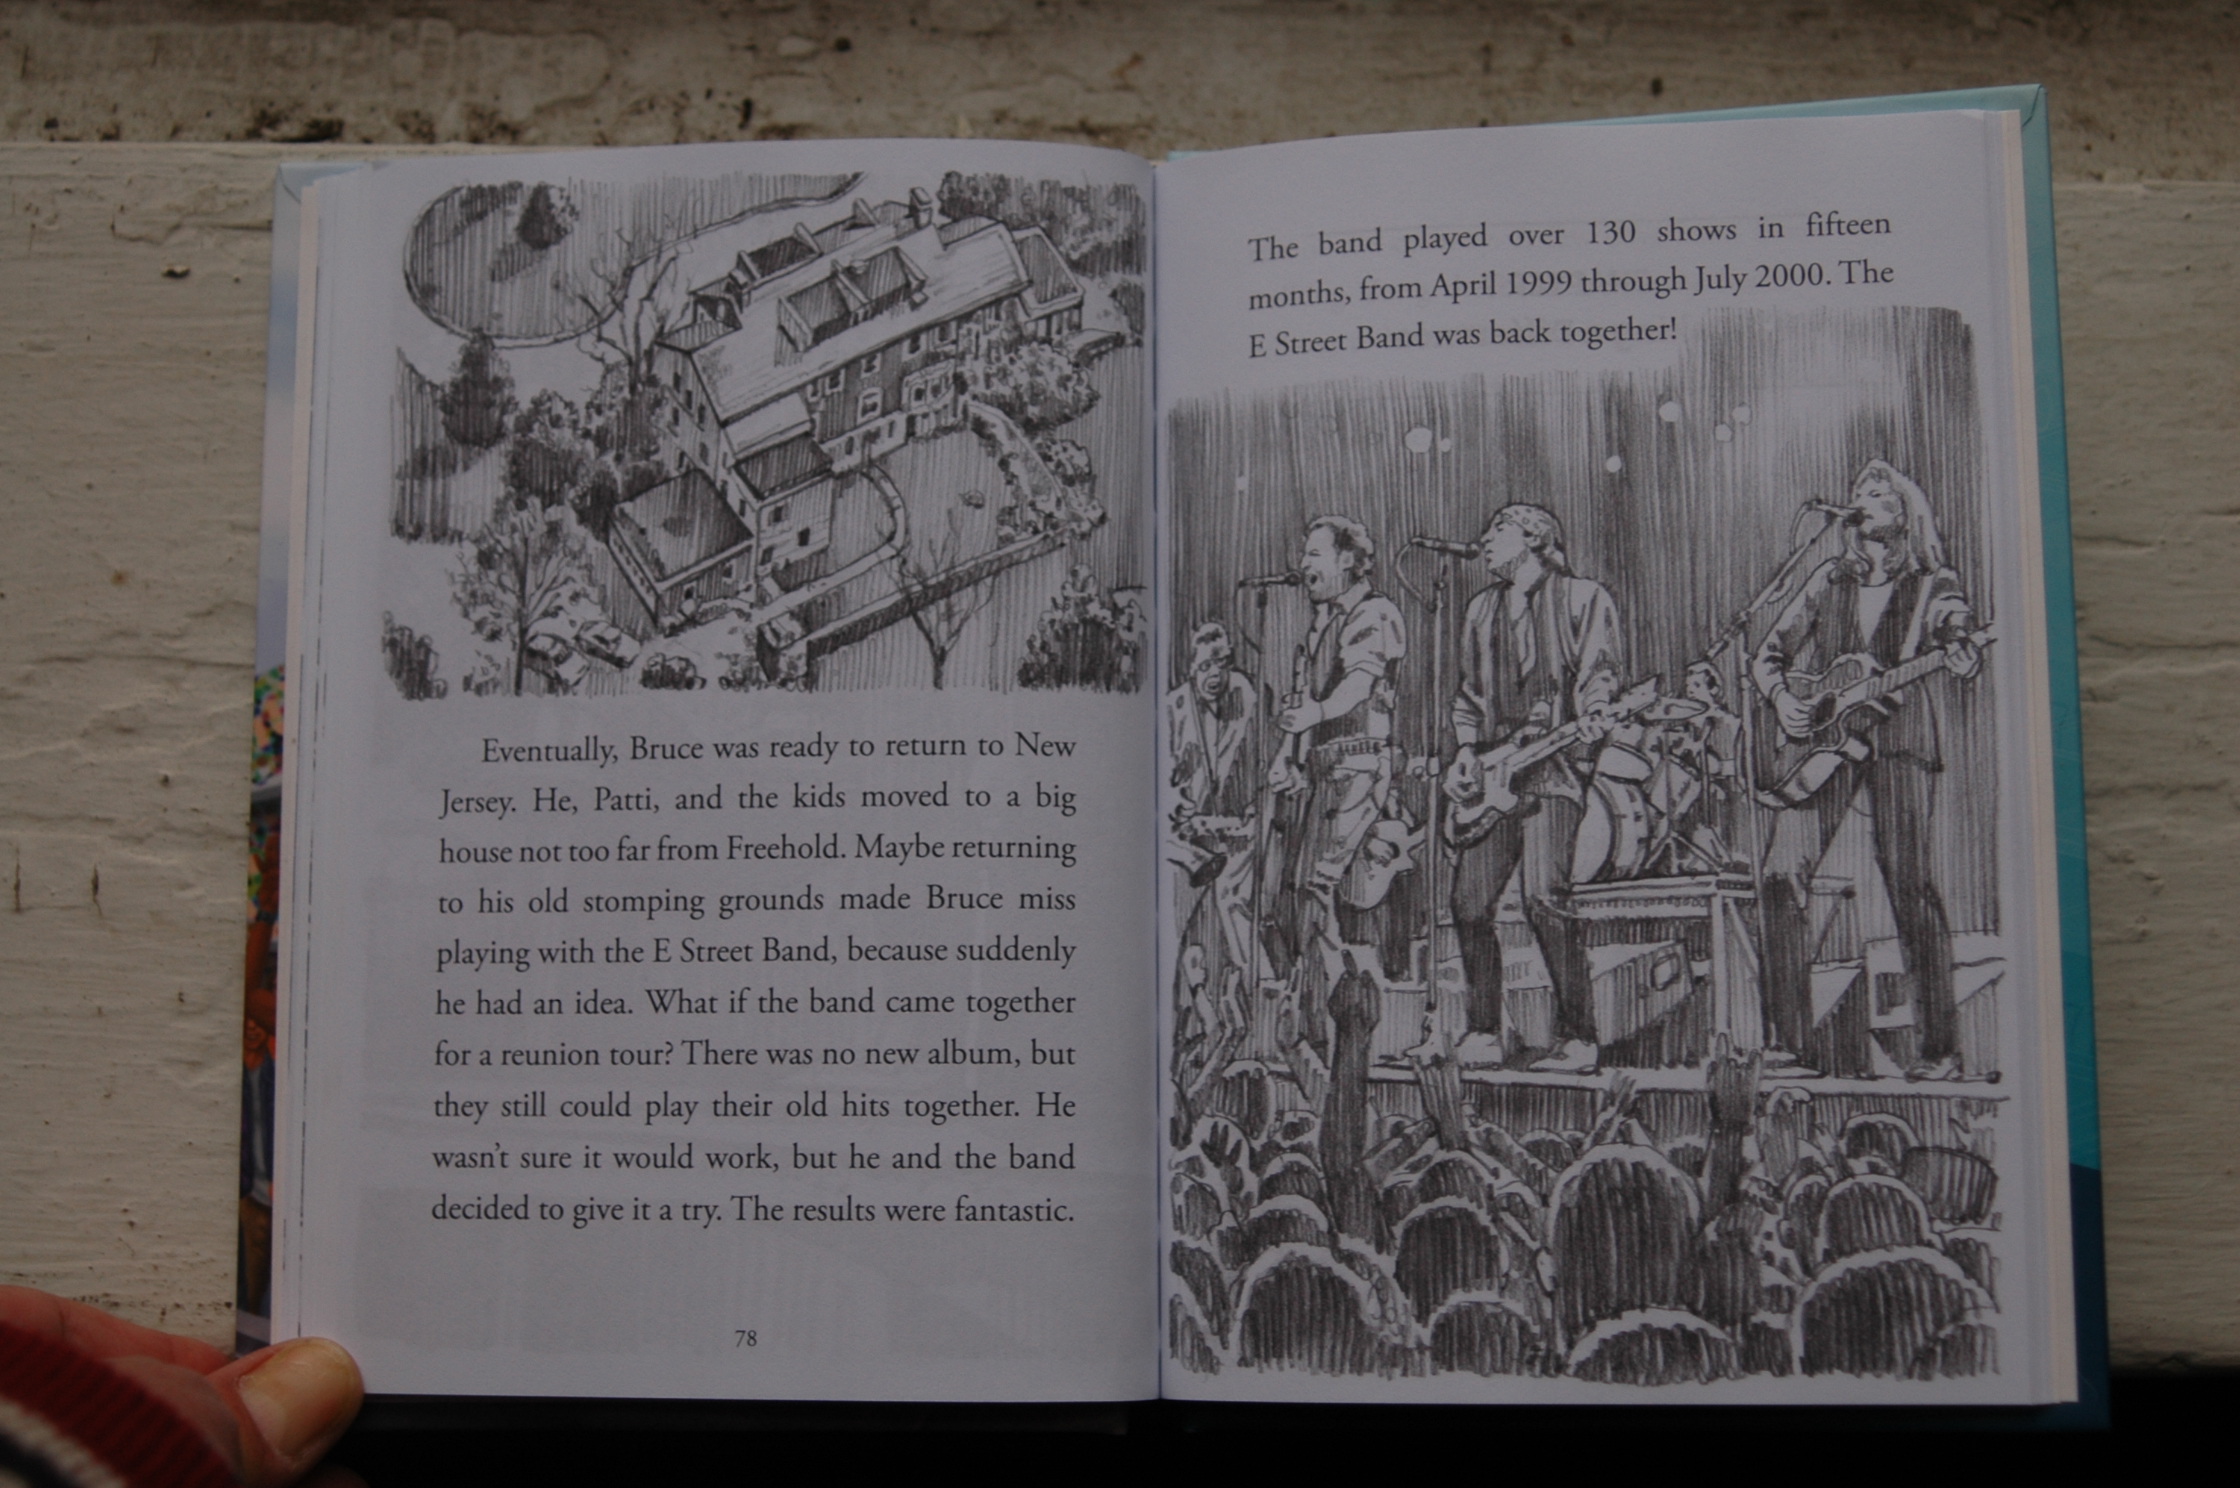 Eventually, Bruce was ready to return to New
Jersey. He, Patti, and the kids moved to a big
house not too far from Freehold. Maybe returning
to his old stomping grounds made Bruce miss
playing with the E Street Band, because suddenly
he had an idea. What if the band came together
for a reunion tour? There was no new album, but
they still could play their old hits together. He
wasn’t sure it would work, but he and the band
decided to give it a try. The results were fantastic.
78
The band played over 130 shows in fifteen
months, from April 1999 through July 2000. The
E Street Band was back together!